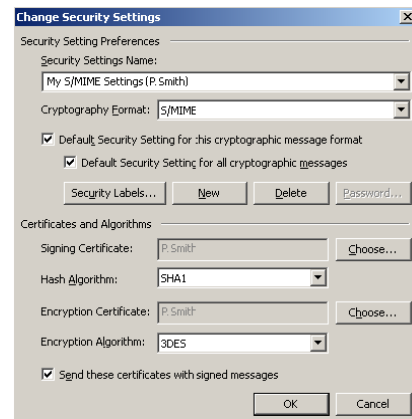 Change Security Settings
Security Setting Preferences
Security Settings Name:
My S/MIME Settings (P. Smith)
Cryptography Format: S/MIME
Default Security Setting for this cryptographic message format
Default Security Setting for all cryptographic messages
Security Labels... New Delete Password...
Certificates and Algorithms
Signing Certificate: P. Smith Choose...
Hash Algorithm: SHA1
Encryption Certificate: P. Smith Choose...
Encryption Algorithm: 3DES
Send these certificates with signed messages
OK Cancel